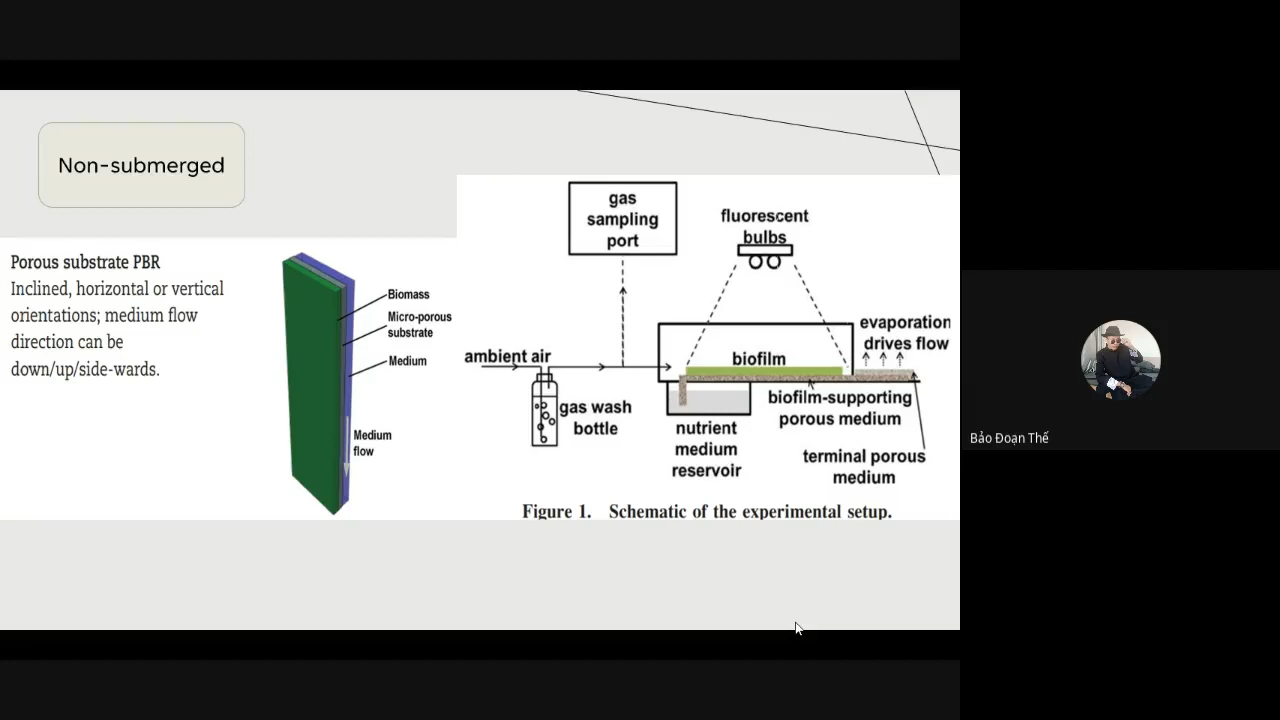 Non-submerged
Porous substrate PBR
Inclined, horizontal or vertical
orientations; medium flow
direction can be
down/up/side-wards.
Biomass
Micro-porous
substrate
Medium
Medium
flow
gas
sampling
port
fluorescent
bulbs
ambient air
gas wash
bottle
biofilm
evaporation
drives flow
nutrient
medium
reservoir
biofilm-supporting
porous medium
terminal porous
medium
Figure 1. Schematic of the experimental setup.
Bảo Đoạn Thế